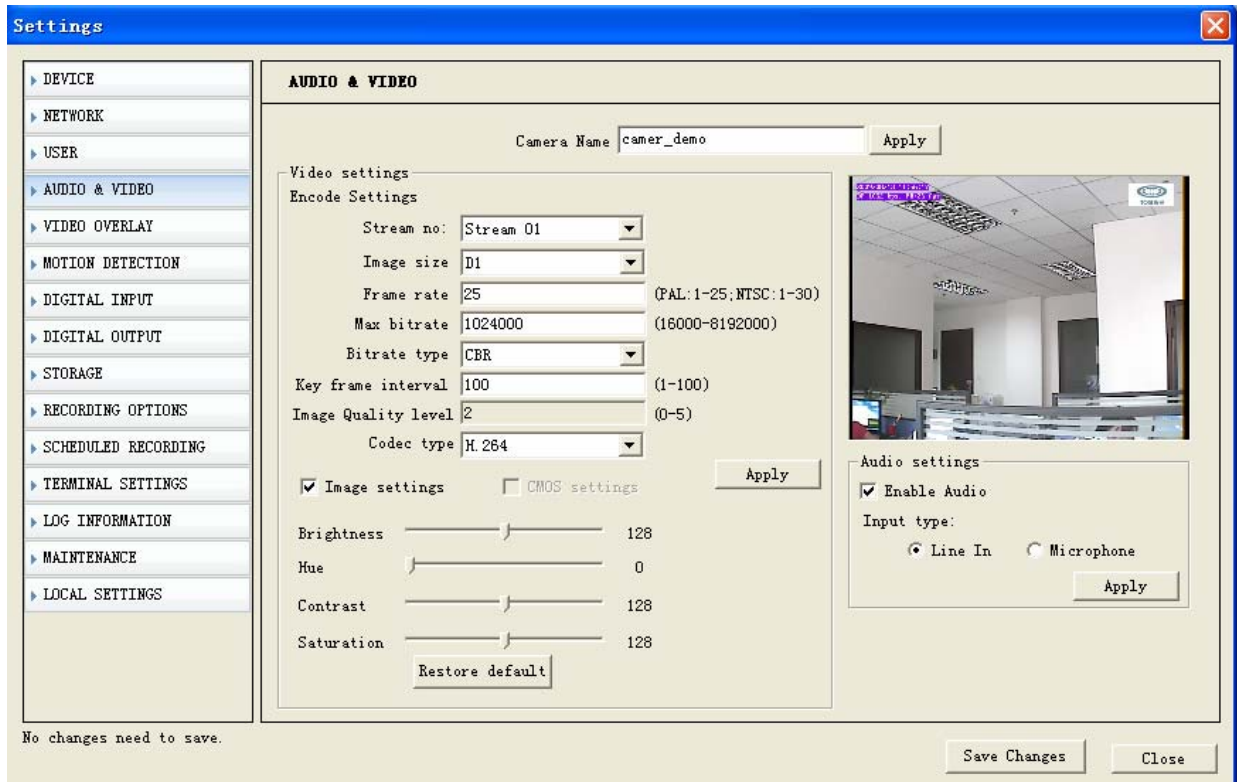 Settings
DEVICE
NETWORK
USER
AUDIO & VIDEO
VIDEO OVERLAY
MOTION DETECTION
DIGITAL INPUT
DIGITAL OUTPUT
STORAGE
RECORDING OPTIONS
SCHEDULED RECORDING
TERMINAL SETTINGS
LOG INFORMATION
MAINTENANCE
LOCAL SETTINGS
AUDIO & VIDEO
Camera Name camer_demo Apply
Video settings
Encode Settings
Stream no: Stream 01
Image size D1
Frame rate 25 (PAL:1-25;NTSC:1-30)
Max bitrate 1024000 (16000-8192000)
Bitrate type CBR
Key frame interval 100 (1-100)
Image Quality level 2 (0-5)
Codec type H.264
Apply
Image settings CMOS settings
Brightness 128
Hue 0
Contrast 128
Saturation 128
Restore default
Audio settings
Enable Audio
Input type:
Line In Microphone
Apply
No changes need to save.
Save Changes Close